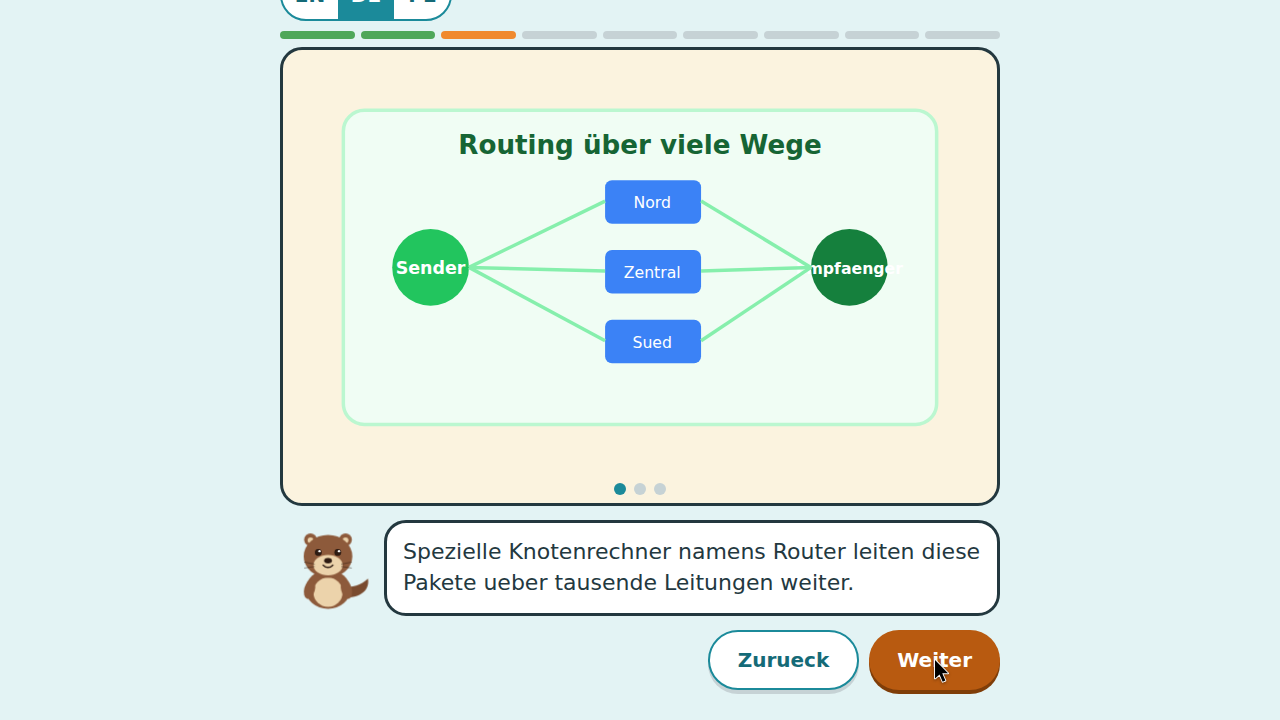 Routing über viele Wege
Nord
Sender
Zentral
mpfaenger
Sued
Spezielle Knotenrechner namens Router leiten diese
Pakete ueber tausende Leitungen weiter.
Zurueck
Weiter